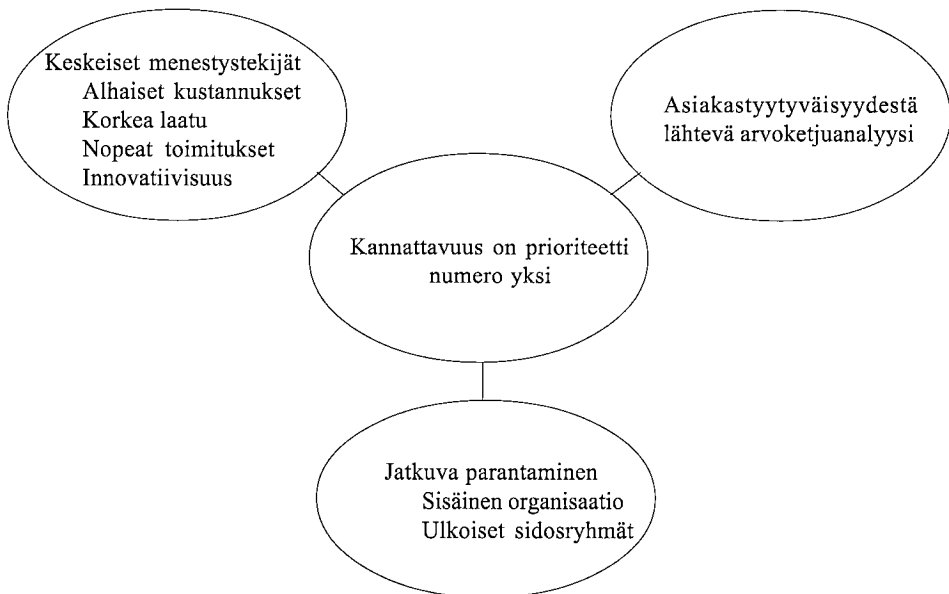 Keskeiset menestystekijät
Alhaiset kustannukset
Korkea laatu
Nopeat toimitukset
Innovatiivisuus
Asiakastyytyväisyydestä
lähtevä arvoketjuanalyysi
Kannattavuus on prioriteetti
numero yksi
Jatkuva parantaminen
Sisäinen organisaatio
Ulkoiset sidosryhmät